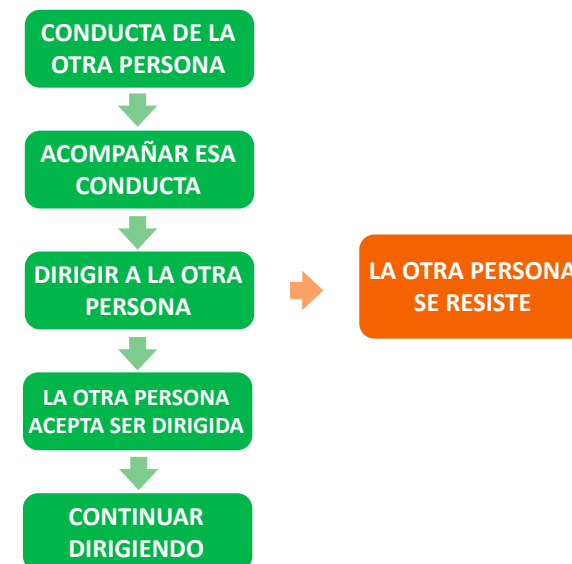 CONDUCTA DE LA
OTRA PERSONA
ACOMPAÑAR ESA
CONDUCTA
DIRIGIR A LA OTRA
PERSONA
LA OTRA PERSONA
SE RESISTE
LA OTRA PERSONA
ACEPTA SER DIRIGIDA
CONTINUAR
DIRIGIENDO